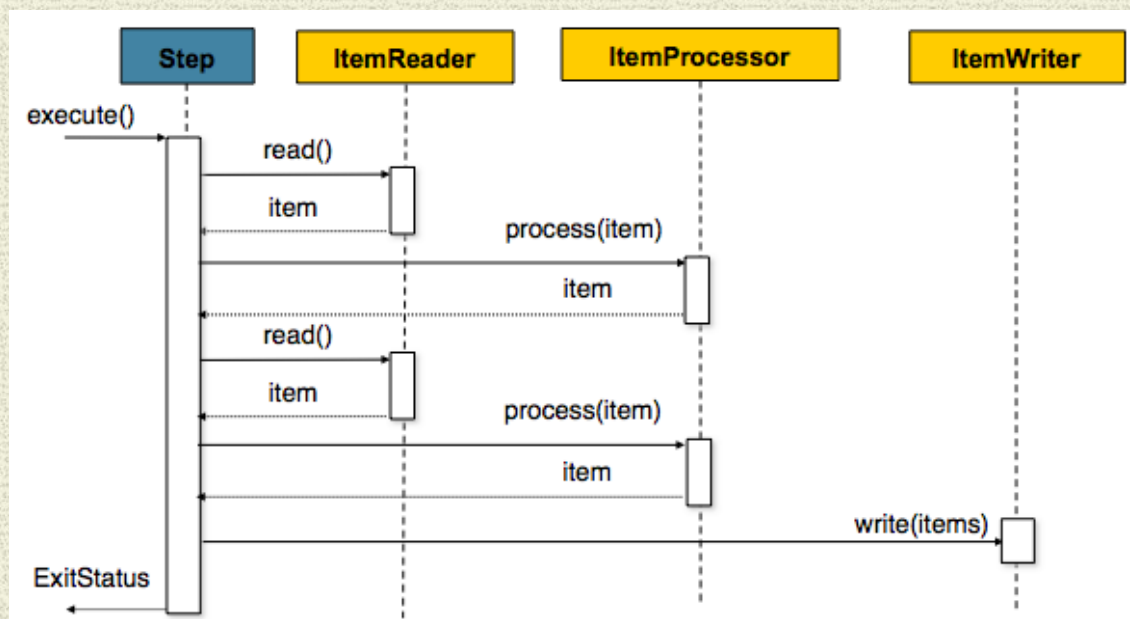 Step
ItemReader
ItemProcessor
ItemWriter
execute()
read()
item
process(item)
item
read()
item
process(item)
item
write(items)
ExitStatus